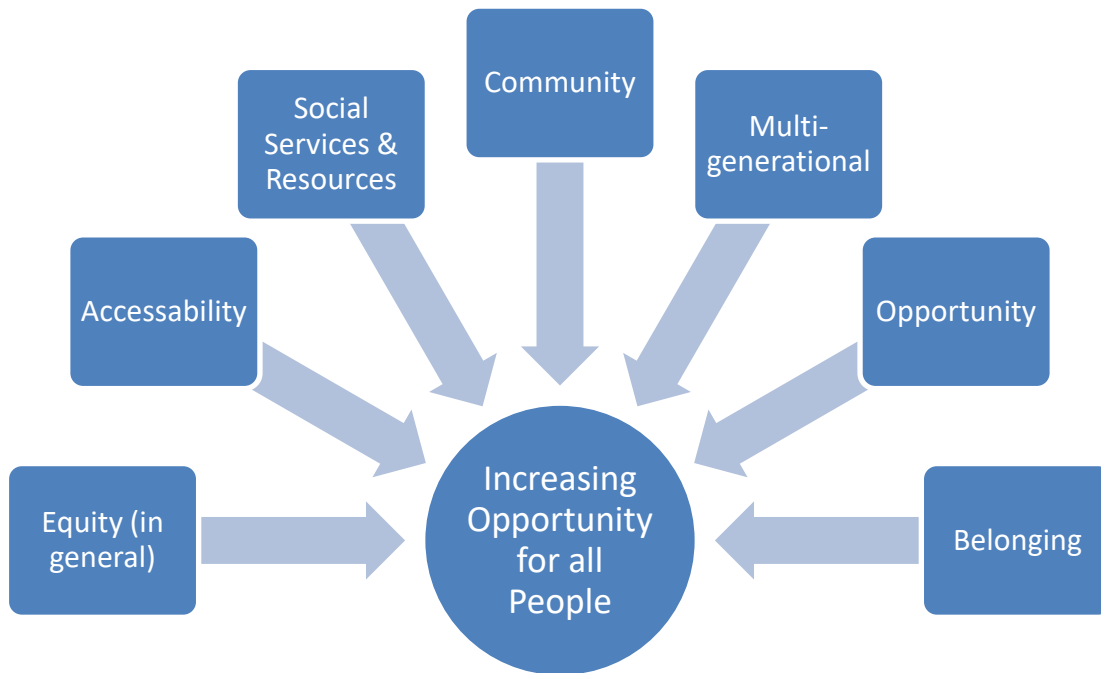 Community
Social
Services &
Resources
Multi-
generational
Accessability
Opportunity
Equity (in
general)
Increasing
Opportunity
for all
People
Belonging